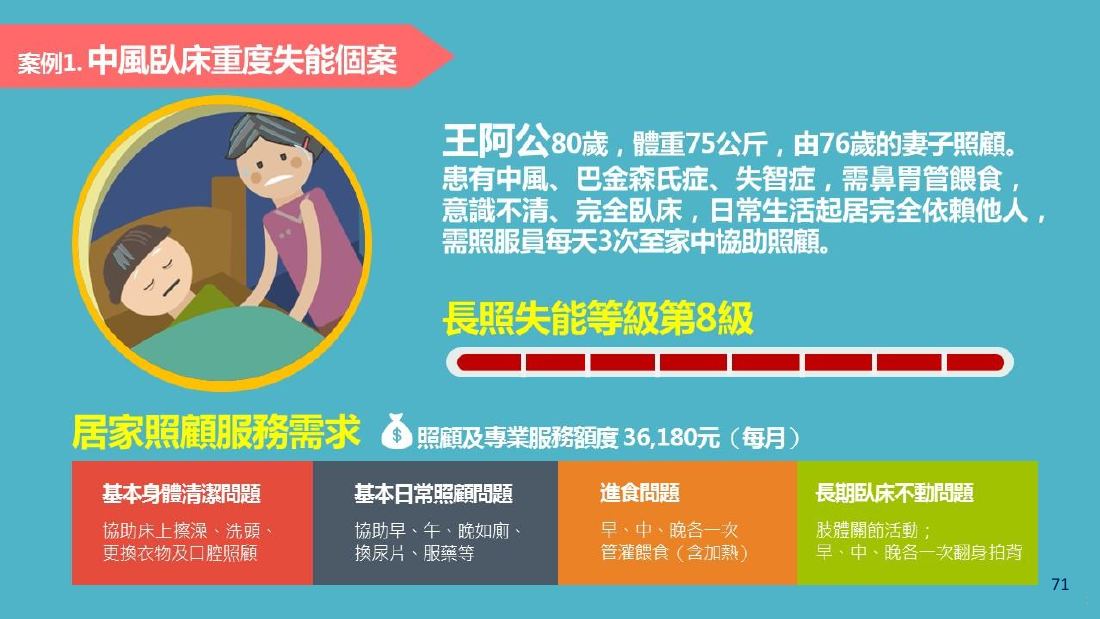 案例1. 中風臥床重度失能個案
王阿公80歲，體重75公斤，由76歲的妻子照顧。
患有中風、巴金森氏症、失智症，需鼻胃管餵食，
意識不清、完全臥床，日常生活起居完全依賴他人，
需照服員每天3次至家中協助照顧。
長照失能等級第8級
居家照顧服務需求
$ 照顧及專業服務額度 36,180元（每月）
基本身體清潔問題
協助床上擦澡、洗頭、
更換衣物及口腔照顧
基本日常照顧問題
協助早、午、晚如廁、
換尿片、服藥等
進食問題
早、中、晚各一次
管灌餵食（含加熱）
長期臥床不動問題
肢體關節活動；
早、中、晚各一次翻身拍背
71